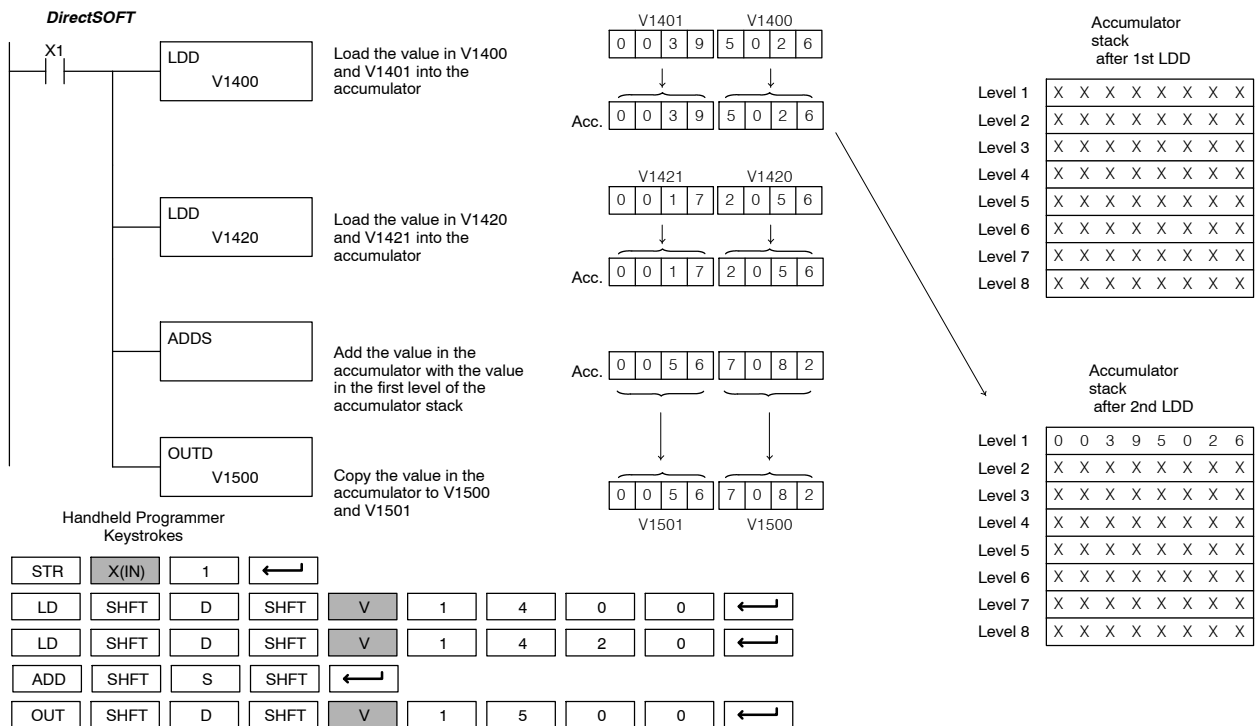 DirectSOFT
X1
LDD
V1400
Load the value in V1400
and V1401 into the
accumulator
V1401 V1400
0 0 3 9 5 0 2 6
Acc. 0 0 3 9 5 0 2 6
LDD
V1420
Load the value in V1420
and V1421 into the
accumulator
V1421 V1420
0 0 1 7 2 0 5 6
Acc. 0 0 1 7 2 0 5 6
ADDS
Add the value in the
accumulator with the value
in the first level of the
accumulator stack
Acc. 0 0 5 6 7 0 8 2
OUTD
V1500
Copy the value in the
accumulator to V1500
and V1501
0 0 5 6 7 0 8 2
V1501 V1500
Accumulator
stack
after 1st LDD
Level 1 X X X X X X X X
Level 2 X X X X X X X X
Level 3 X X X X X X X X
Level 4 X X X X X X X X
Level 5 X X X X X X X X
Level 6 X X X X X X X X
Level 7 X X X X X X X X
Level 8 X X X X X X X X
Accumulator
stack
after 2nd LDD
Level 1 0 0 3 9 5 0 2 6
Level 2 X X X X X X X X
Level 3 X X X X X X X X
Level 4 X X X X X X X X
Level 5 X X X X X X X X
Level 6 X X X X X X X X
Level 7 X X X X X X X X
Level 8 X X X X X X X X
Handheld Programmer
Keystrokes
STR X(IN) 1
LD SHFT D SHFT V 1 4 0 0
LD SHFT D SHFT V 1 4 2 0
ADD SHFT S SHFT
OUT SHFT D SHFT V 1 5 0 0